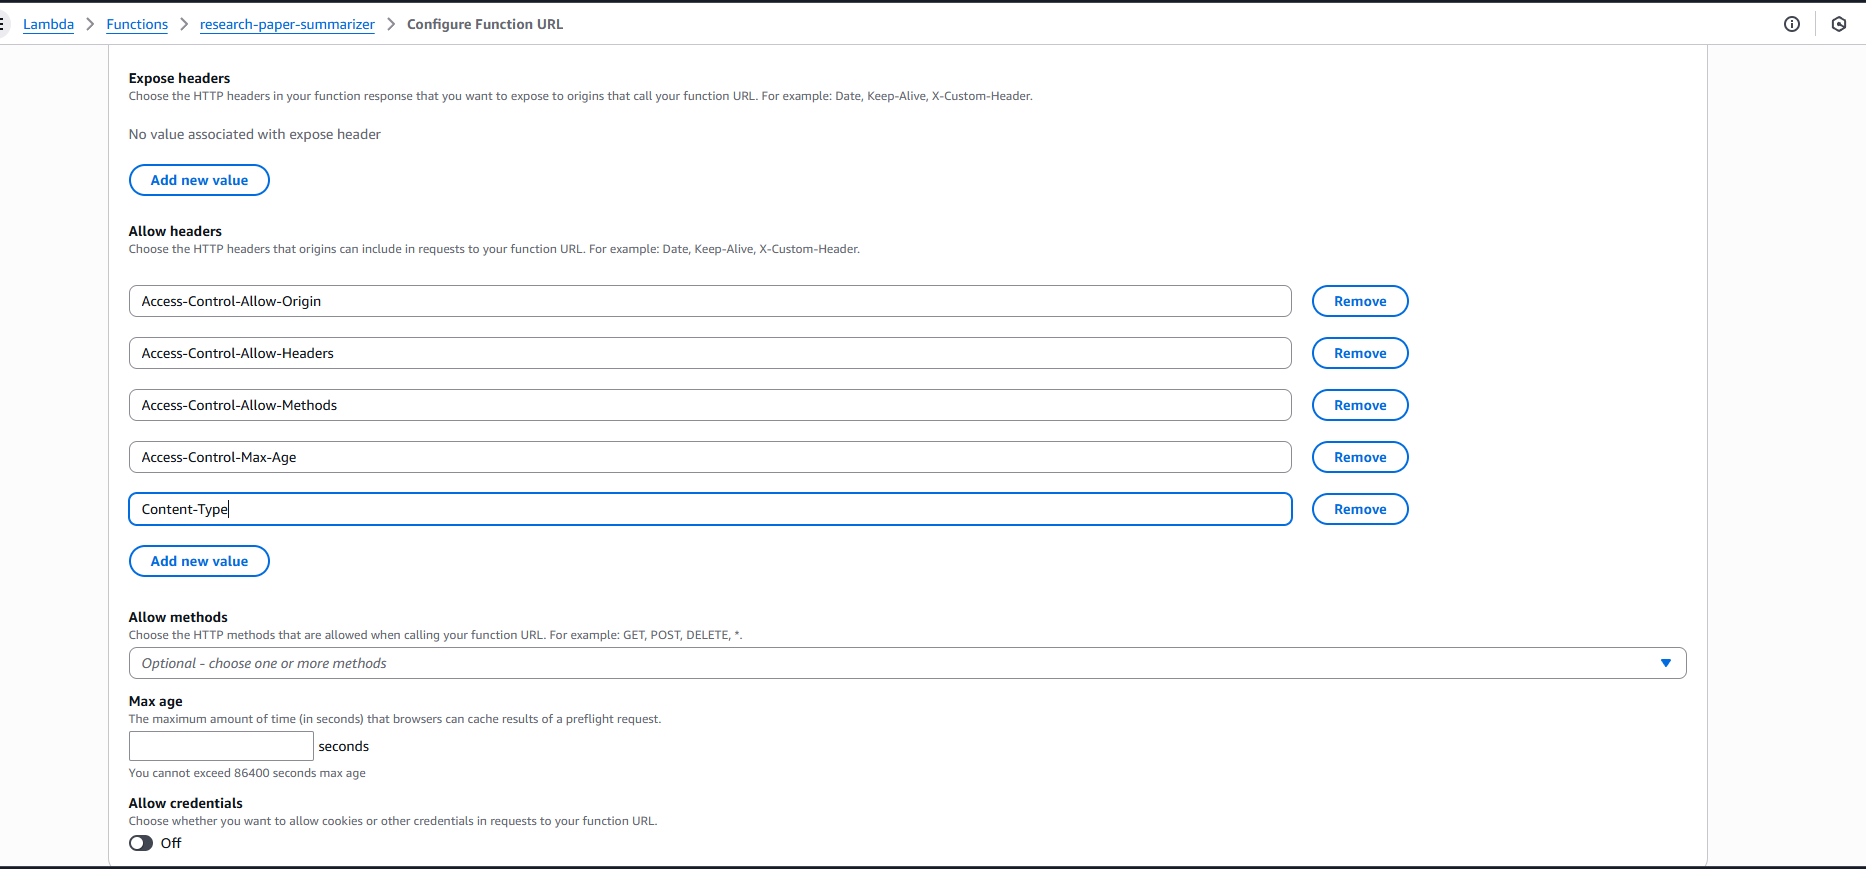 Lambda > Functions > research-paper-summarizer > Configure Function URL
Expose headers
Choose the HTTP headers in your function response that you want to expose to origins that call your function URL. For example: Date, Keep-Alive, X-Custom-Header.
No value associated with expose header
Add new value
Allow headers
Choose the HTTP headers that origins can include in requests to your function URL. For example: Date, Keep-Alive, X-Custom-Header.
Access-Control-Allow-Origin Remove
Access-Control-Allow-Headers Remove
Access-Control-Allow-Methods Remove
Access-Control-Max-Age Remove
Content-Type Remove
Add new value
Allow methods
Choose the HTTP methods that are allowed when calling your function URL. For example: GET, POST, DELETE, *.
Optional - choose one or more methods
Max age
The maximum amount of time (in seconds) that browsers can cache results of a preflight request.
seconds
You cannot exceed 86400 seconds max age
Allow credentials
Choose whether you want to allow cookies or other credentials in requests to your function URL.
Off